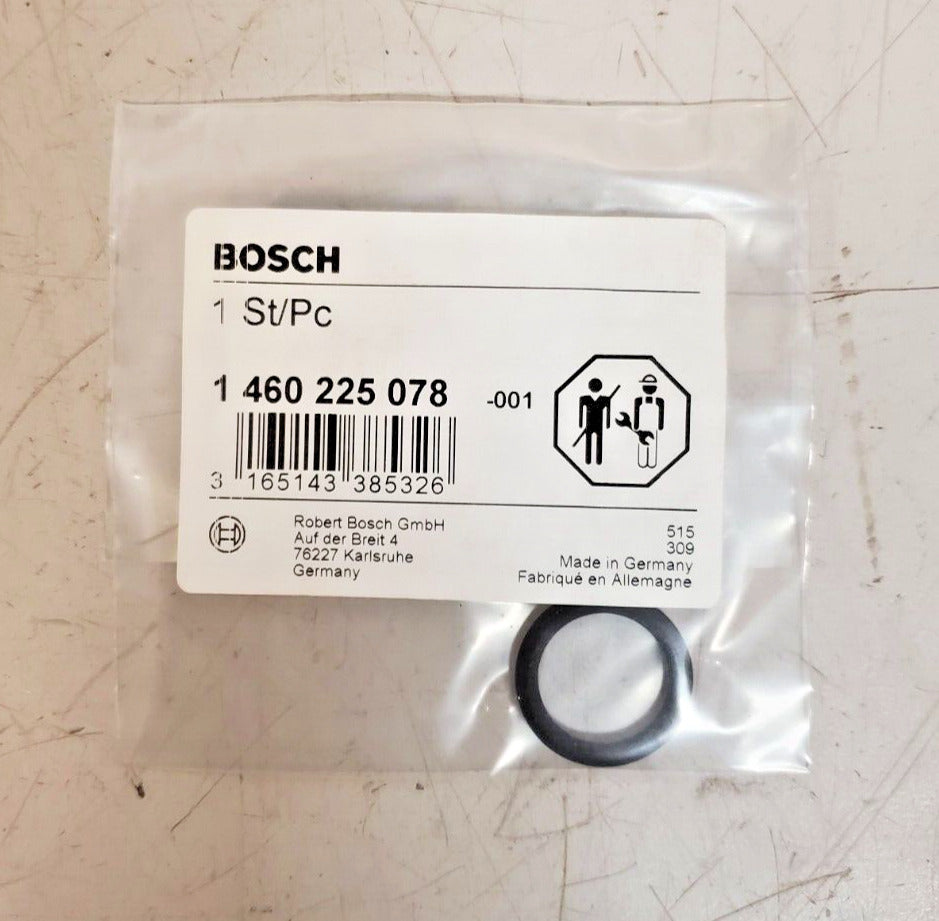 BOSCH
1 St/Pc
1 460 225 078 -001
3 165143 385326
Robert Bosch GmbH
Auf der Breit 4
76227 Karlsruhe
Germany
515
309
Made in Germany
Fabriqué en Allemagne